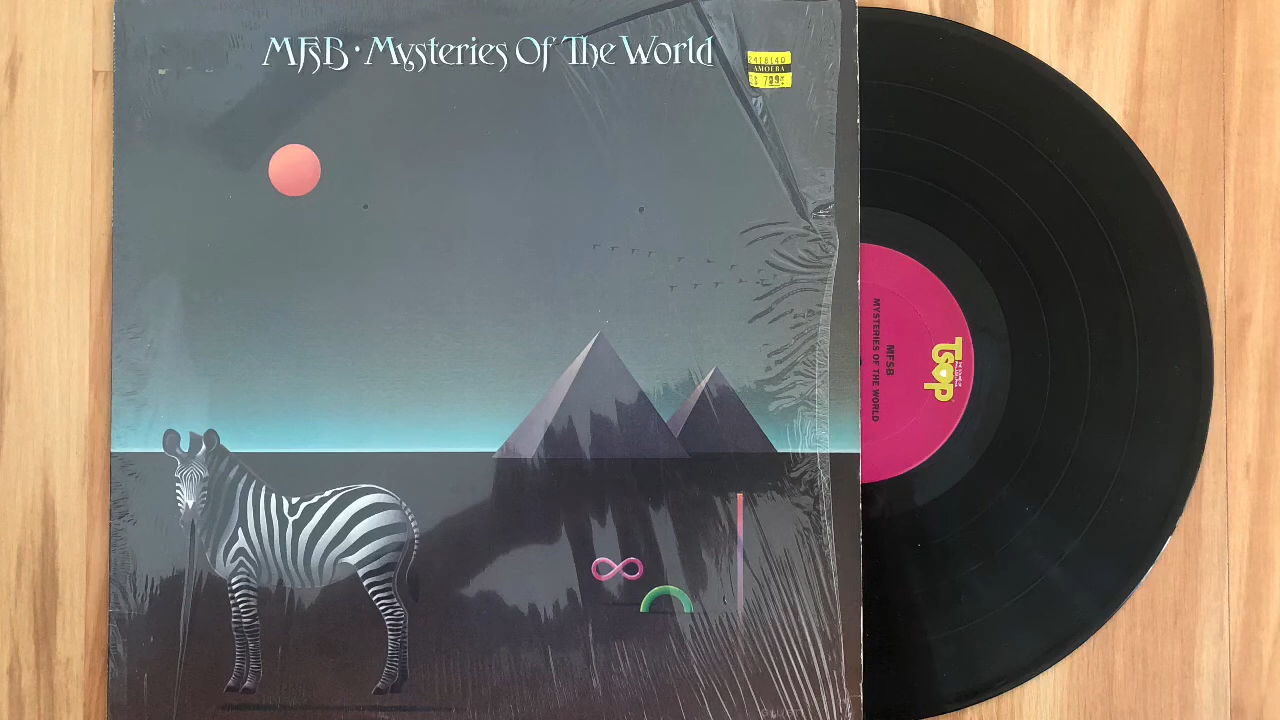 MFSB · Mysteries Of The World
AMOEBA
TSOP
MFSB
MYSTERIES OF THE WORLD